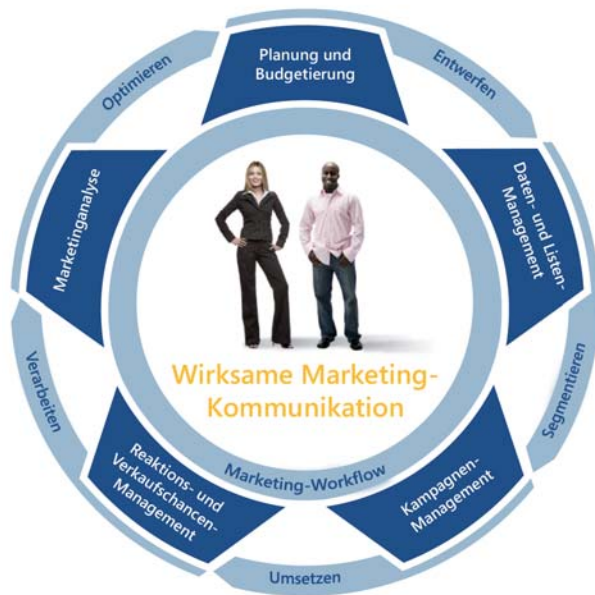 Planung und
Budgetierung
Entwerfen
Daten- und Listen-
Management
Segmentieren
Kampagnen-
Management
Umsetzen
Reaktions- und
Verkaufschancen-
Management
Verarbeiten
Marketinganalyse
Optimieren
Wirksame Marketing-
Kommunikation
Marketing-Workflow